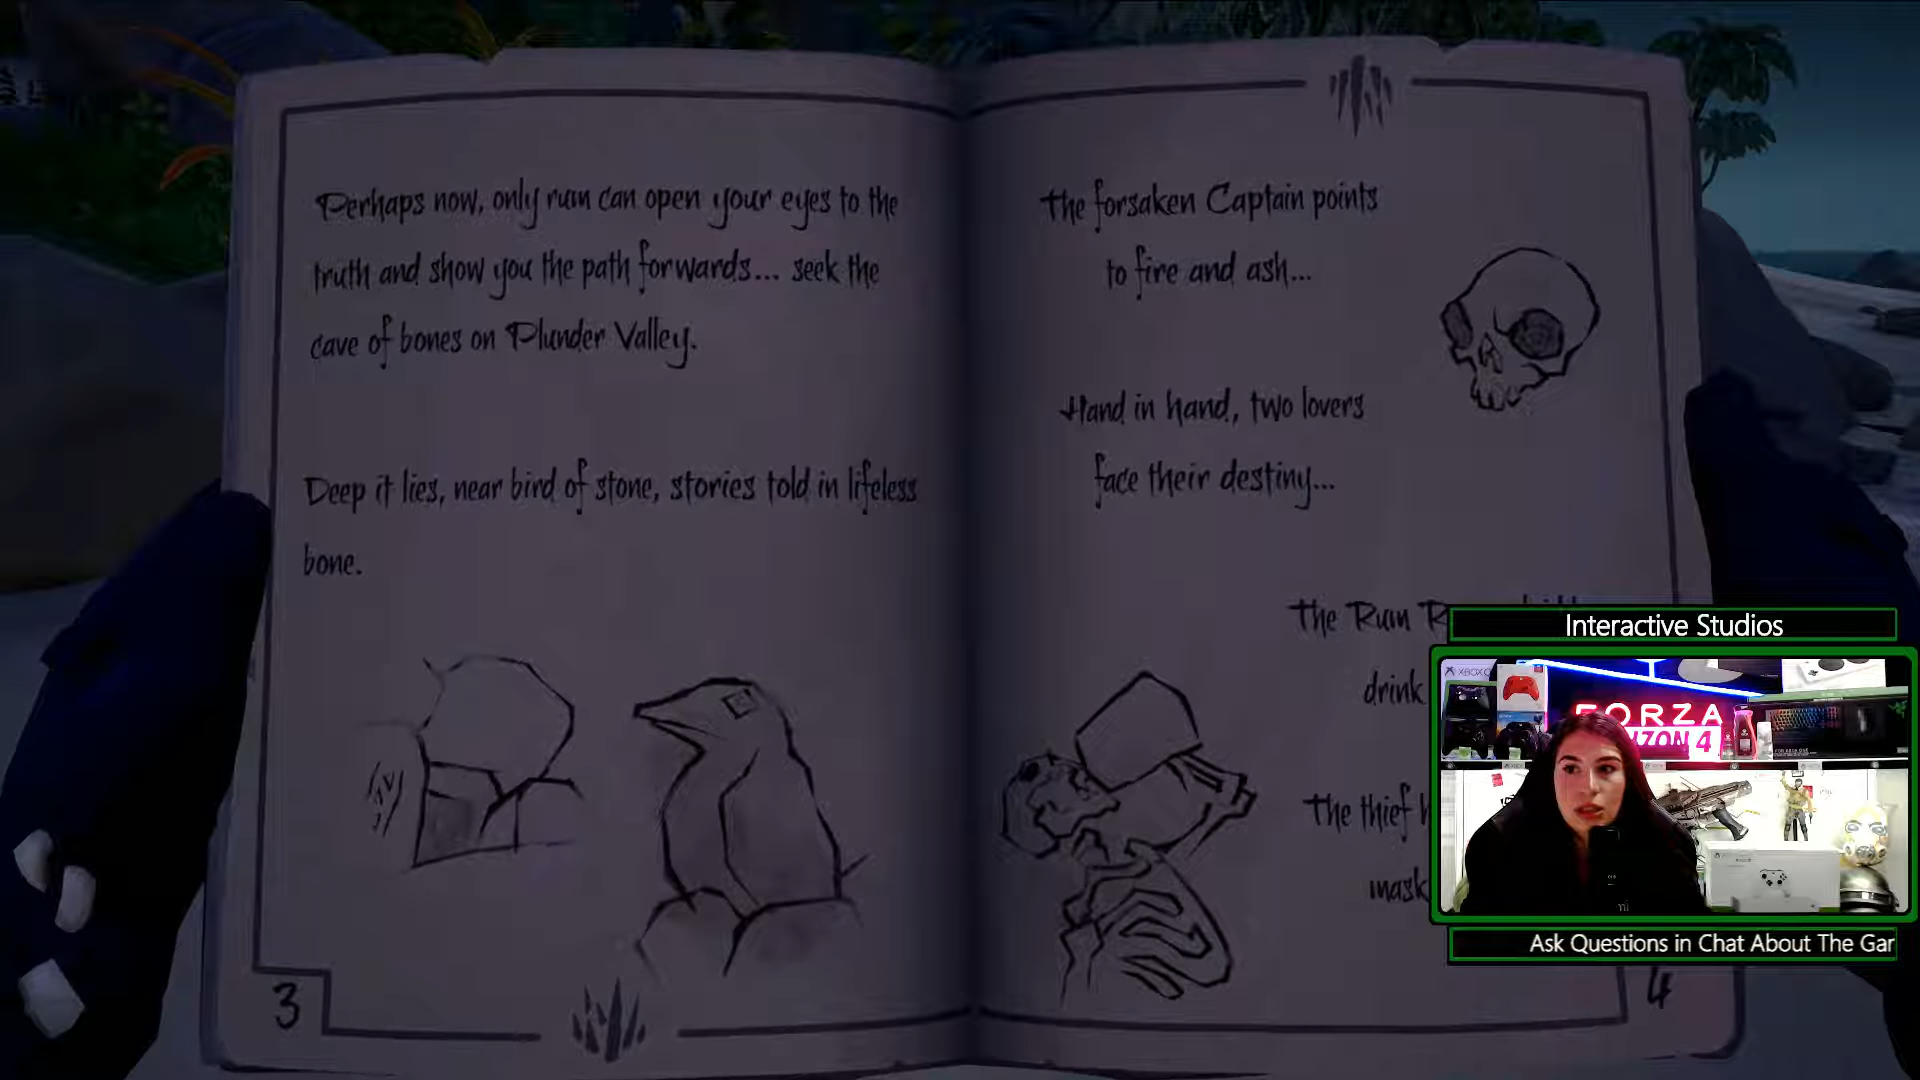 Perhaps now, only rum can open your eyes to the
truth and show you the path forwards... seek the
cave of bones on Plunder Valley.
Deep it lies, near bird of stone, stories told in lifeless
bone.
3
The forsaken Captain points
to fire and ash...
Hand in hand, two lovers
face their destiny...
The Rum
drink
The thief
mask
4
Interactive Studios
XBOX
FORZA
IZON 4
Ask Questions in Chat About The Gar